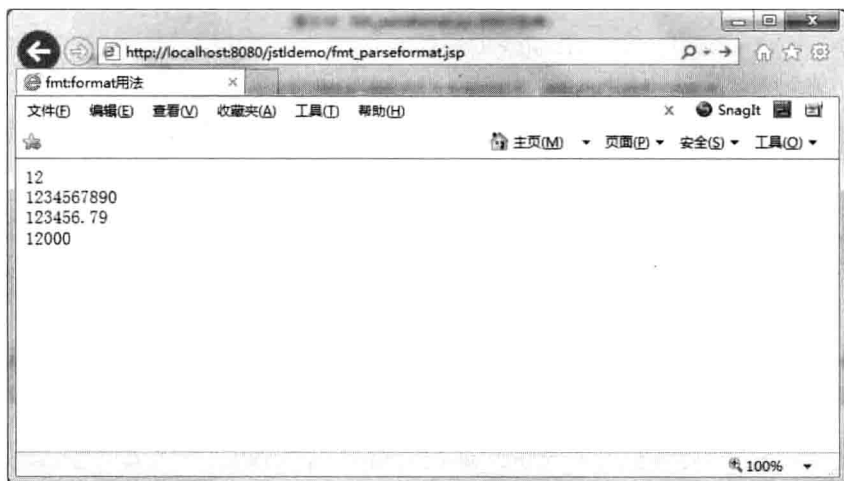 http://localhost:8080/jstldemo/fmt_parseformat.jsp
fmt:format用法
文件(F) 编辑(E) 查看(V) 收藏夹(A) 工具(T) 帮助(H) x SnagIt
主页(M) 页面(P) 安全(S) 工具(O)
12
1234567890
123456.79
12000
100%